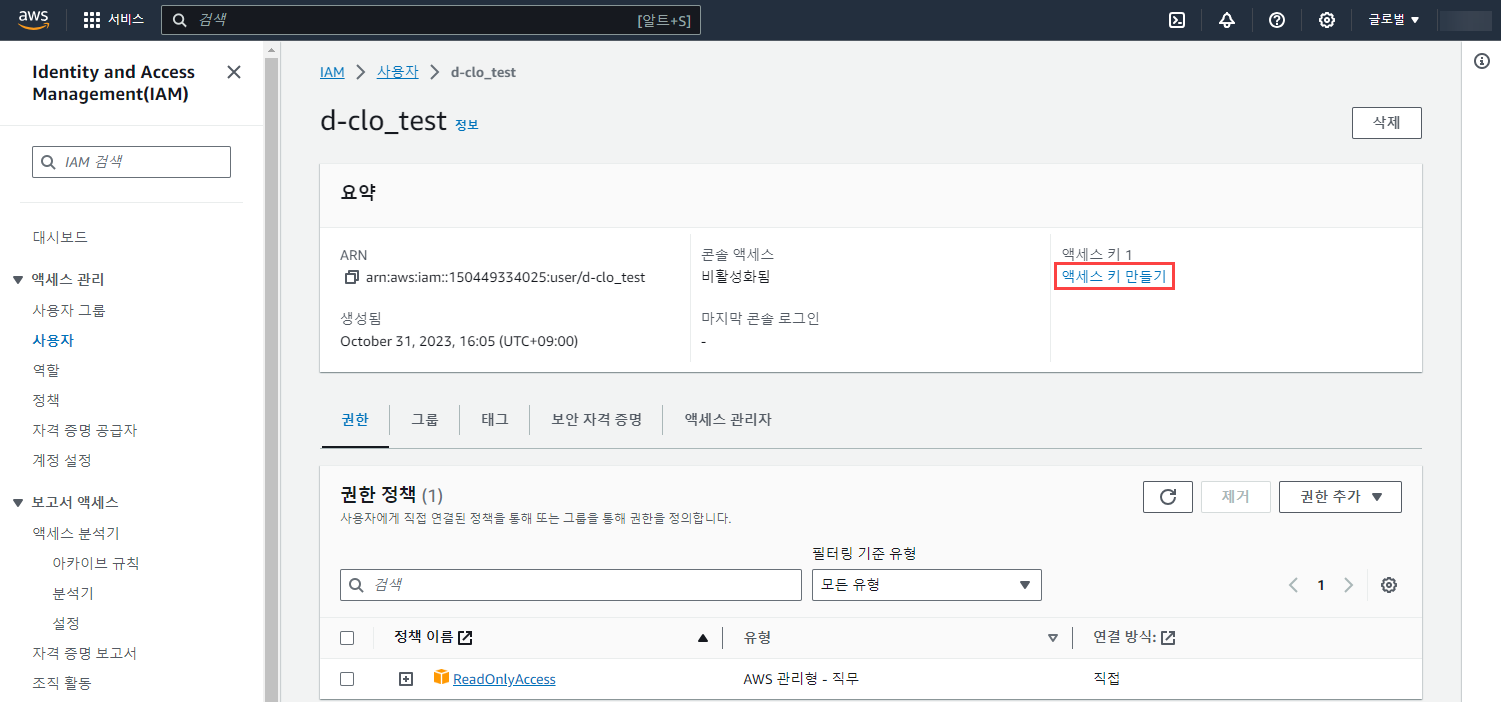 aws
서비스
검색
[알트+S]
글로벌 ▼
Identity and Access
Management(IAM)
IAM 검색
대시보드
▼ 액세스 관리
사용자 그룹
사용자
역할
정책
자격 증명 공급자
계정 설정
▼ 보고서 액세스
액세스 분석기
아카이브 규칙
분석기
설정
자격 증명 보고서
조직 활동
IAM > 사용자 > d-clo_test
d-clo_test 정보
삭제
요약
ARN
arn:aws:iam::150449334025:user/d-clo_test
생성됨
October 31, 2023, 16:05 (UTC+09:00)
콘솔 액세스
비활성화됨
마지막 콘솔 로그인
-
액세스 키 1
액세스 키 만들기
권한
그룹
태그
보안 자격 증명
액세스 관리자
권한 정책 (1)
사용자에게 직접 연결된 정책을 통해 또는 그룹을 통해 권한을 정의합니다.
제거
권한 추가 ▼
필터링 기준 유형
검색
모든 유형
1
정책 이름
유형
연결 방식:
ReadOnlyAccess
AWS 관리형 - 직무
직접